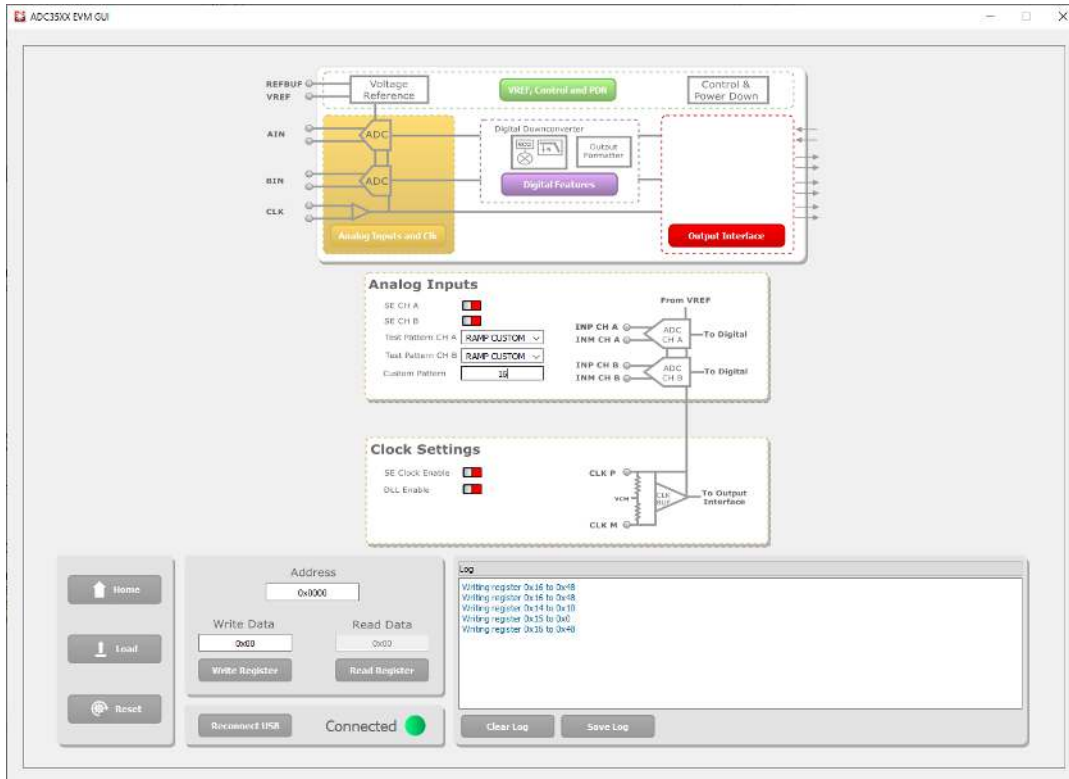 ADC35XX EVM GUI
REFBUF
VREF
Voltage
Reference
VREF, Control and PDN
Control &
Power Down
AIN
ADC
Digital Downconverter
NCO
Output
Formatter
BIN
ADC
Digital Features
CLK
Analog Inputs and Clk
Output Interface
Analog Inputs
SE CH A
SE CH B
Test Pattern CH A RAMP CUSTOM
Test Pattern CH B RAMP CUSTOM
Custom Pattern 16
From VREF
INP CH A
INM CH A
ADC
CH A
To Digital
INP CH B
INM CH B
ADC
CH B
To Digital
Clock Settings
SE Clock Enable
DLL Enable
CLK P
VCM
CLK
BUF
To Output
Interface
CLK M
Home
Load
Reset
Address
0x0000
Write Data Read Data
0x00 0x00
Write Register Read Register
Reconnect USB Connected
Log
Writing register 0x16 to 0x48
Writing register 0x16 to 0x48
Writing register 0x14 to 0x10
Writing register 0x15 to 0x0
Writing register 0x16 to 0x48
Clear Log Save Log